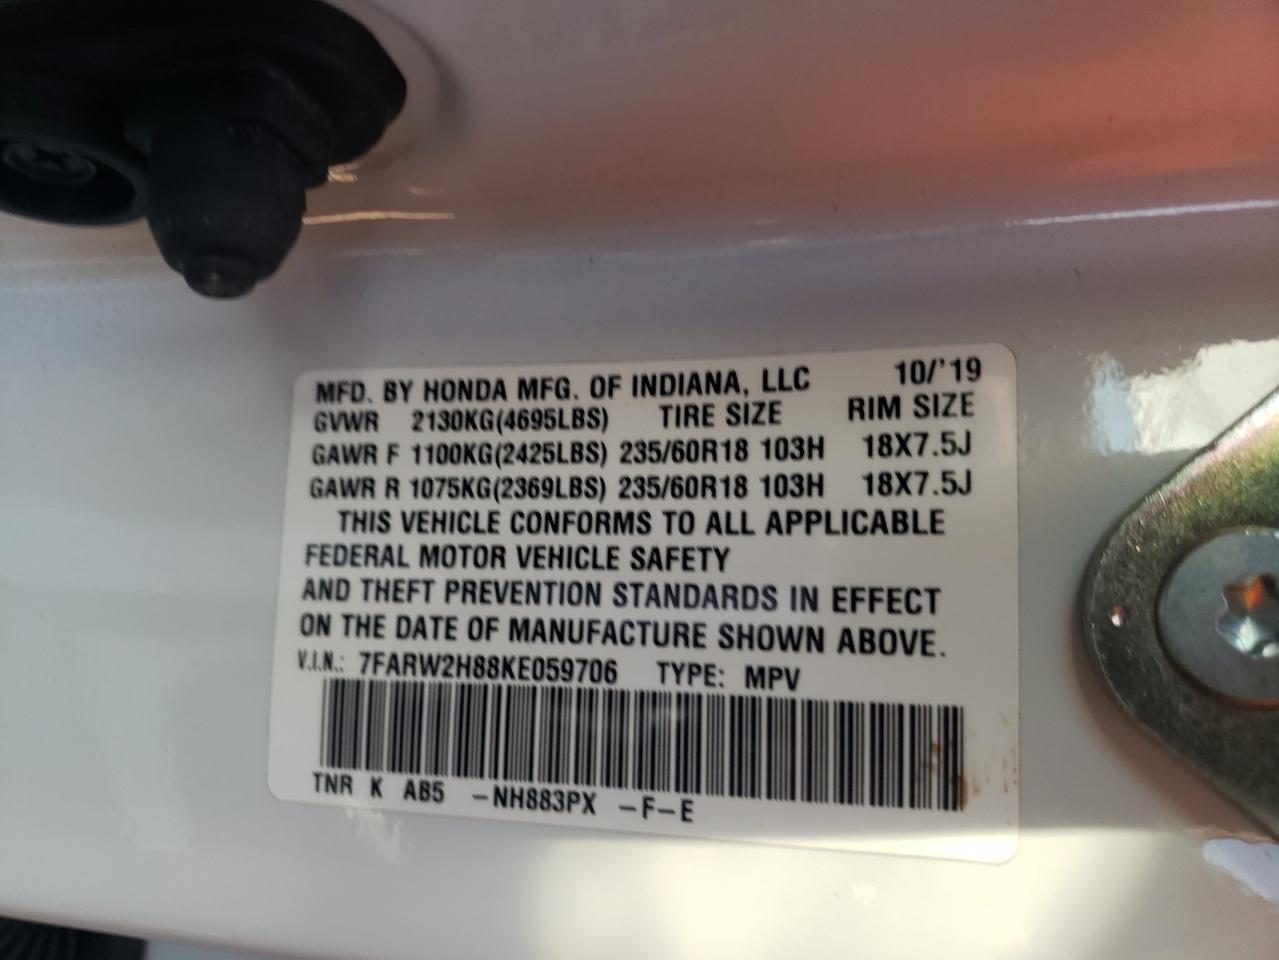 MFD. BY HONDA MFG. OF INDIANA, LLC 10/'19
GVWR 2130KG(4695LBS) TIRE SIZE RIM SIZE
GAWR F 1100KG(2425LBS) 235/60R18 103H 18X7.5J
GAWR R 1075KG(2369LBS) 235/60R18 103H 18X7.5J
THIS VEHICLE CONFORMS TO ALL APPLICABLE
FEDERAL MOTOR VEHICLE SAFETY
AND THEFT PREVENTION STANDARDS IN EFFECT
ON THE DATE OF MANUFACTURE SHOWN ABOVE.
V.I.N.: 7FARW2H88KE059706 TYPE: MPV
TNR K AB5 -NH883PX -F-E